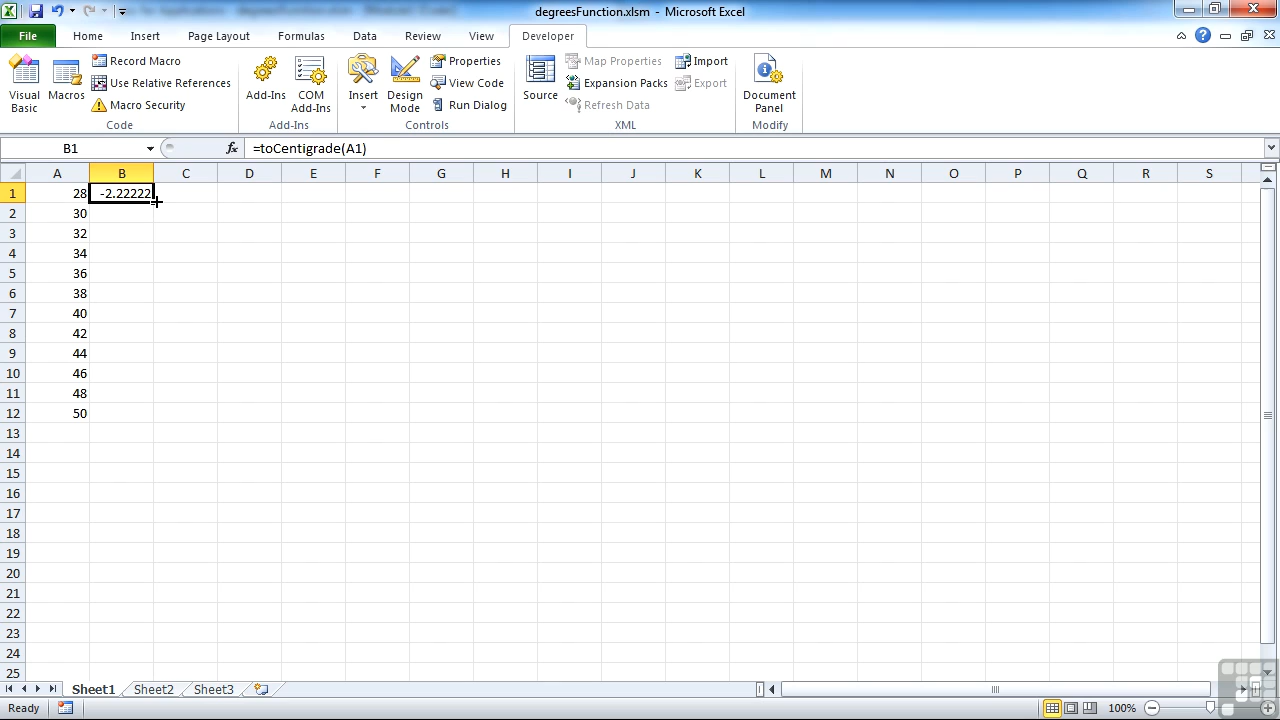 degreesFunction.xlsm - Microsoft Excel
File Home Insert Page Layout Formulas Data Review View Developer
Visual Basic
Macros
Record Macro
Use Relative References
Macro Security
Code
Add-Ins
COM Add-Ins
Add-Ins
Insert
Design Mode
Properties
View Code
Run Dialog
Controls
Source
Map Properties
Expansion Packs
Refresh Data
Import
Export
XML
Document Panel
Modify
B1 fx =toCentigrade(A1)
A B C D E F G H I J K L M N O P Q R S
1 28 -2.22222
2 30
3 32
4 34
5 36
6 38
7 40
8 42
9 44
10 46
11 48
12 50
13
14
15
16
17
18
19
20
21
22
23
24
25
Sheet1 Sheet2 Sheet3
Ready 100%